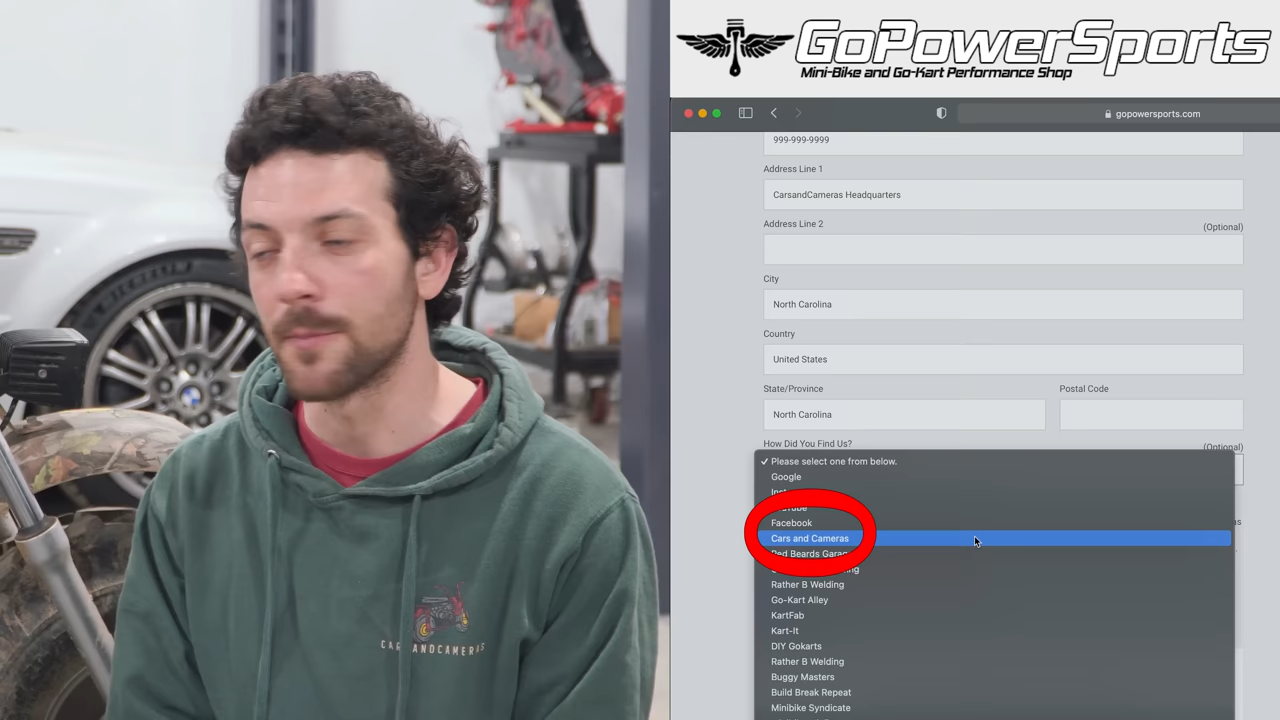 GoPowerSports
Mini-Bike and Go-Kart Performance Shop
gopowersports.com
999-999-9999
Address Line 1
CarsandCameras Headquarters
Address Line 2
(Optional)
City
North Carolina
Country
United States
State/Province
Postal Code
North Carolina
How Did You Find Us?
(Optional)
✓ Please select one from below.
Google
Facebook
Cars and Cameras
Red Beards
Rather B Welding
Go-Kart Alley
KartFab
Kart-It
DIY Gokarts
Rather B Welding
Buggy Masters
Build Break Repeat
Minibike Syndicate
CARSANDCAMERAS